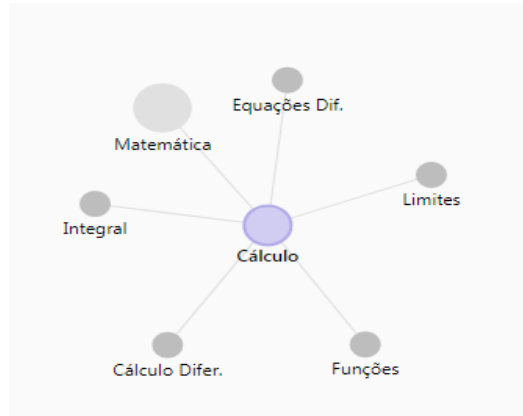 Equações Dif.
Matemática
Limites
Integral
Cálculo
Cálculo Difer.
Funções